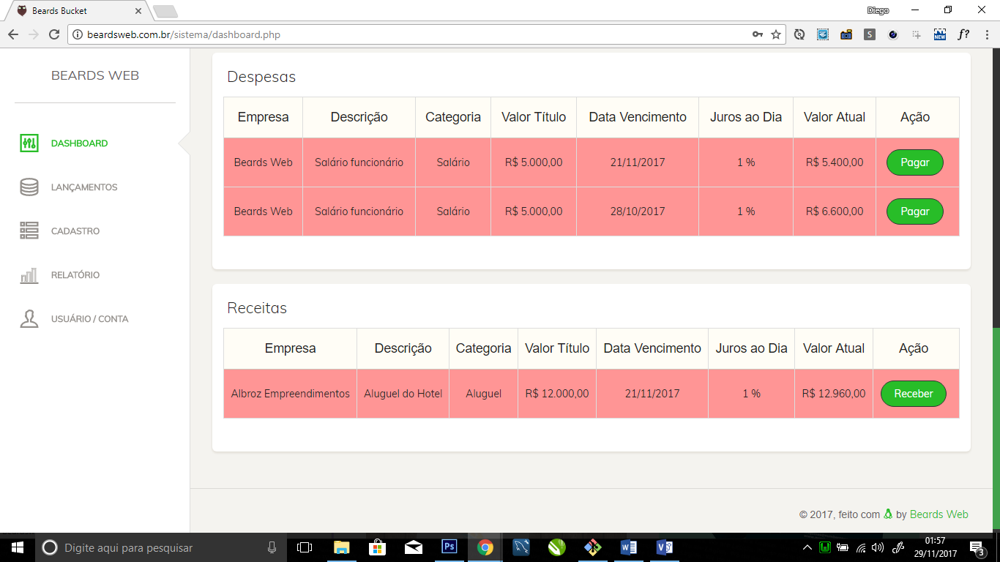 Beards Bucket
Diego
beardsweb.com.br/sistema/dashboard.php
S
NEW
f?
BEARDS WEB
DASHBOARD
LANÇAMENTOS
CADASTRO
RELATÓRIO
USUÁRIO / CONTA
Despesas
Empresa Descrição Categoria Valor Título Data Vencimento Juros ao Dia Valor Atual Ação
Beards Web Salário funcionário Salário R$ 5.000,00 21/11/2017 1 % R$ 5.400,00 Pagar
Beards Web Salário funcionário Salário R$ 5.000,00 28/10/2017 1 % R$ 6.600,00 Pagar
Receitas
Empresa Descrição Categoria Valor Título Data Vencimento Juros ao Dia Valor Atual Ação
Albroz Empreendimentos Aluguel do Hotel Aluguel R$ 12.000,00 21/11/2017 1 % R$ 12.960,00 Receber
© 2017, feito com by Beards Web
Digite aqui para pesquisar
Ps
01:57
29/11/2017
3